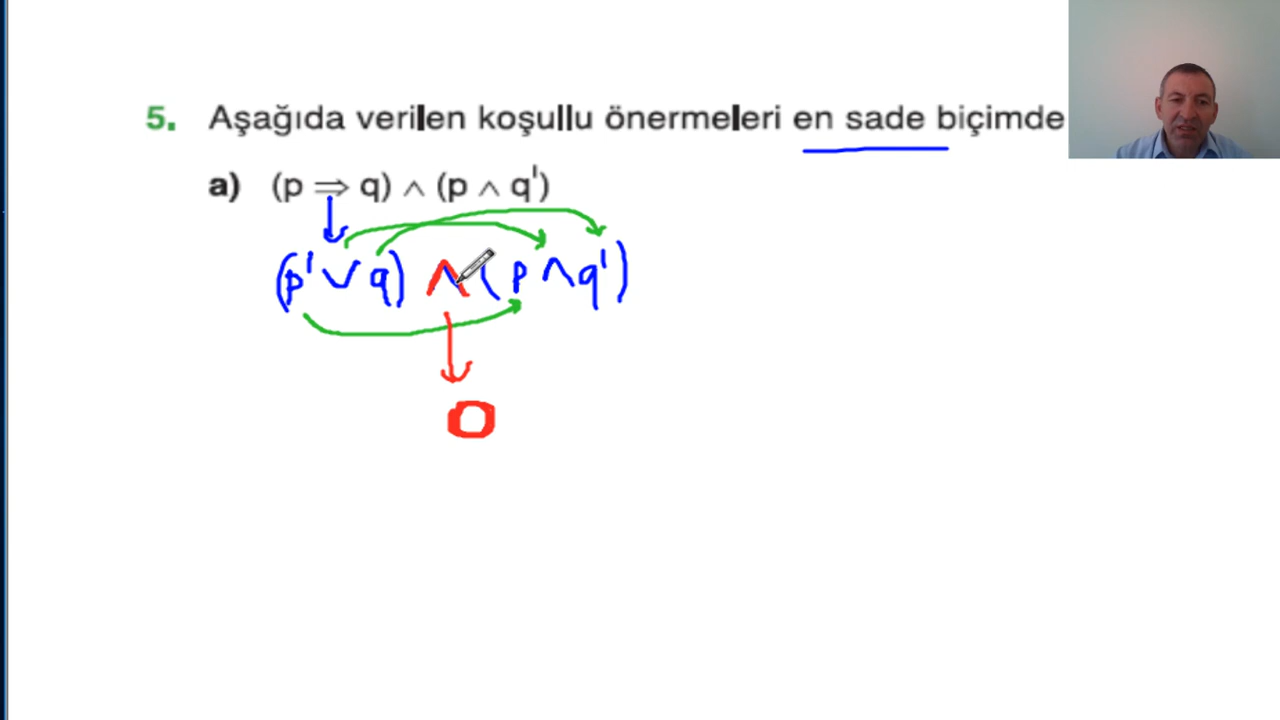 5. Aşağıda verilen koşullu önermeleri en sade biçimde
a) (p ⇒ q) ∧ (p ∧ q')
(p' ∨ q) ∧ (p ∧ q')
0